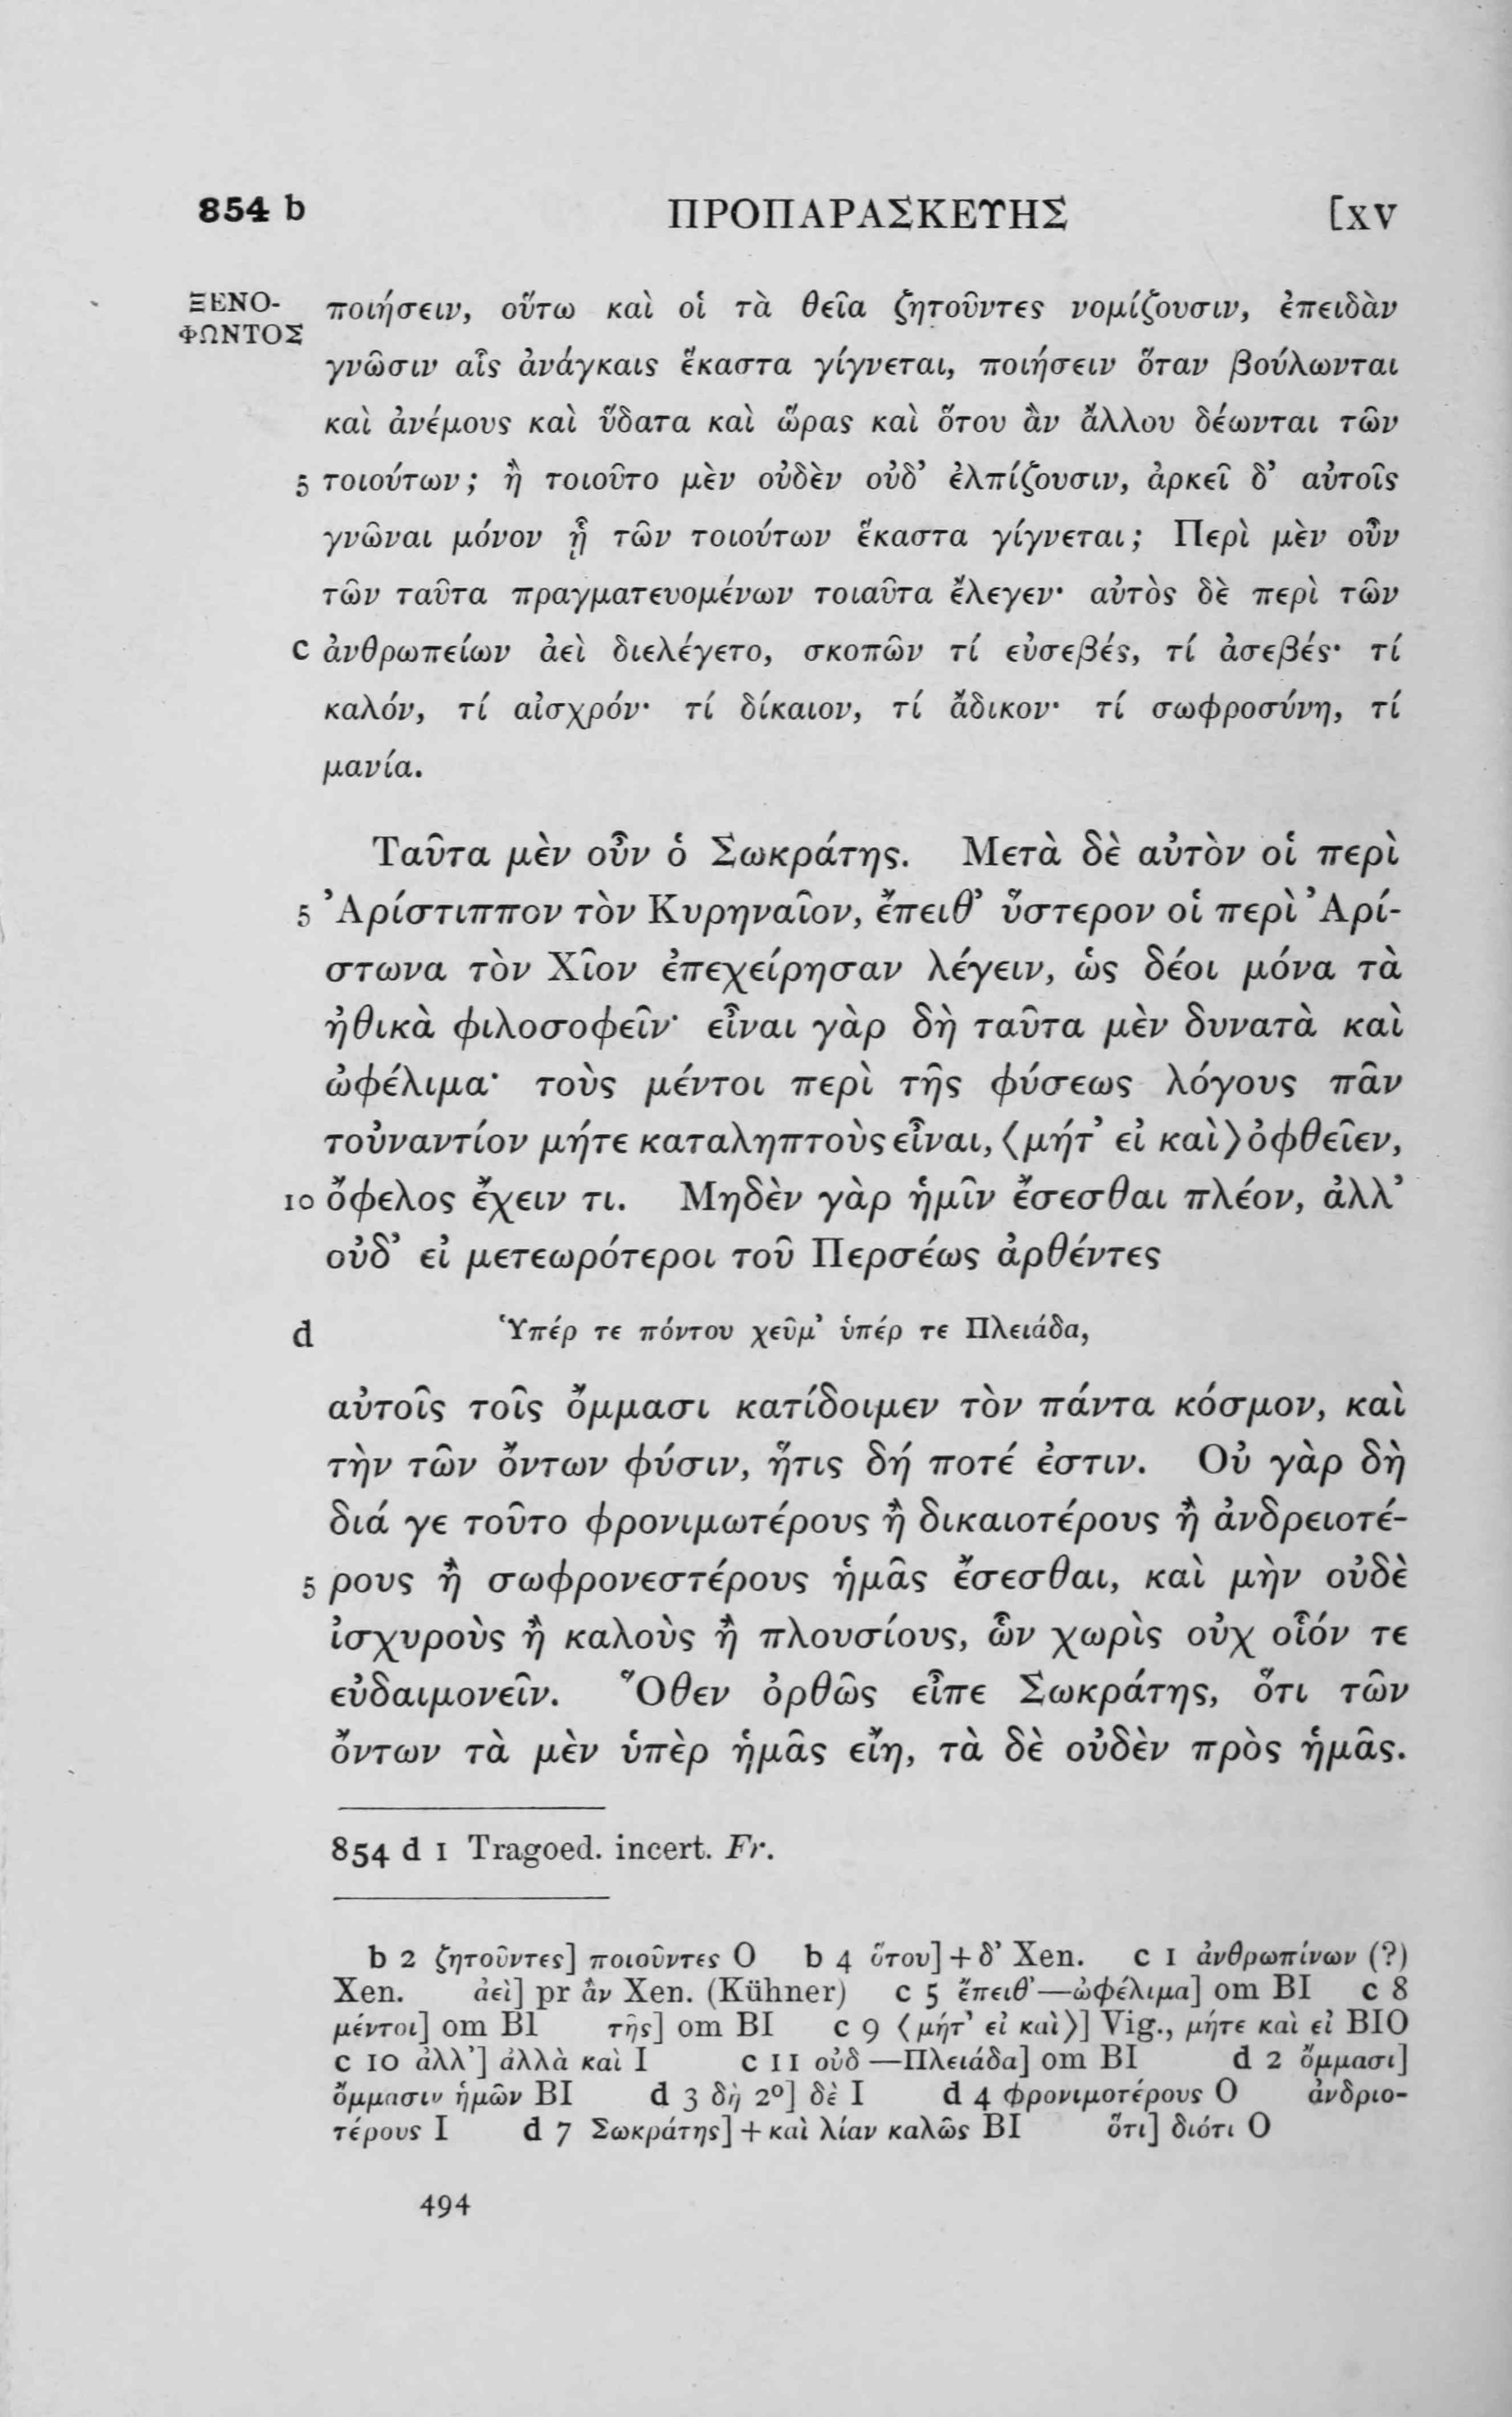 854 b ΠΡΟΠΑΡΑΣΚΕΥΗΣ [XV
ΞΕΝΟ-
ΦΩΝΤΟΣ
ποιήσειν, οὕτω καὶ οἱ τὰ θεῖα ζητοῦντες νομίζουσιν, ἐπειδὰν
γνῶσιν αἷς ἀνάγκαις ἕκαστα γίγνεται, ποιήσειν ὅταν βούλωνται
καὶ ἀνέμους καὶ ὕδατα καὶ ὥρας καὶ ὅτου ἂν ἄλλου δέωνται τῶν
5 τοιούτων; ἢ τοιοῦτο μὲν οὐδὲν οὐδ’ ἐλπίζουσιν, ἀρκεῖ δ’ αὐτοῖς
γνῶναι μόνον ᾗ τῶν τοιούτων ἕκαστα γίγνεται; Περὶ μὲν οὖν
τῶν ταῦτα πραγματευομένων τοιαῦτα ἔλεγεν· αὐτὸς δὲ περὶ τῶν
c ἀνθρωπείων ἀεὶ διελέγετο, σκοπῶν τί εὐσεβές, τί ἀσεβές· τί
καλόν, τί αἰσχρόν· τί δίκαιον, τί ἄδικον· τί σωφροσύνη, τί
μανία.
Ταῦτα μὲν οὖν ὁ Σωκράτης. Μετὰ δὲ αὐτὸν οἱ περὶ
5 Ἀρίστιππον τὸν Κυρηναῖον, ἔπειθ’ ὕστερον οἱ περὶ Ἀρί-
στωνα τὸν Χῖον ἐπεχείρησαν λέγειν, ὡς δέοι μόνα τὰ
ἠθικὰ φιλοσοφεῖν· εἶναι γὰρ δὴ ταῦτα μὲν δυνατὰ καὶ
ὠφέλιμα· τοὺς μέντοι περὶ τῆς φύσεως λόγους πᾶν
τοὐναντίον μήτε καταληπτοὺς εἶναι, ⟨μήτ’ εἰ καὶ⟩ ὀφθεῖεν,
10 ὄφελος ἔχειν τι. Μηδὲν γὰρ ἡμῖν ἔσεσθαι πλέον, ἀλλ’
οὐδ’ εἰ μετεωρότεροι τοῦ Περσέως ἀρθέντες
d Ὑπέρ τε πόντου χεῦμ’ ὑπέρ τε Πλειάδα,
αὐτοῖς τοῖς ὄμμασι κατίδοιμεν τὸν πάντα κόσμον, καὶ
τὴν τῶν ὄντων φύσιν, ἥτις δή ποτέ ἐστιν. Οὐ γὰρ δὴ
διά γε τοῦτο φρονιμωτέρους ἢ δικαιοτέρους ἢ ἀνδρειοτέ-
5 ρους ἢ σωφρονεστέρους ἡμᾶς ἔσεσθαι, καὶ μὴν οὐδὲ
ἰσχυροὺς ἢ καλοὺς ἢ πλουσίους, ὧν χωρὶς οὐχ οἷόν τε
εὐδαιμονεῖν. Ὅθεν ὀρθῶς εἶπε Σωκράτης, ὅτι τῶν
ὄντων τὰ μὲν ὑπὲρ ἡμᾶς εἴη, τὰ δὲ οὐδὲν πρὸς ἡμᾶς.
854 d 1 Tragoed. incert. Fr.
b 2 ζητοῦντες] ποιοῦντες O b 4 ὅτου] + δ’ Xen. c 1 ἀνθρωπίνων (?)
Xen. ἀεὶ] pr ἂν Xen. (Kühner) c 5 ἔπειθ’—ὠφέλιμα] om BI c 8
μέντοι] om BI τῆς] om BI c 9 ⟨μήτ’ εἰ καὶ⟩] Vig., μήτε καὶ εἰ BIO
c 10 ἀλλ’] ἀλλὰ καὶ I c 11 οὐδ —Πλειάδα] om BI d 2 ὄμμασι]
ὄμμασιν ἡμῶν BI d 3 δὴ 2º] δὲ I d 4 φρονιμοτέρους O ἀνδριο-
τέρους I d 7 Σωκράτης] + καὶ λίαν καλῶς BI ὅτι] διότι O
494